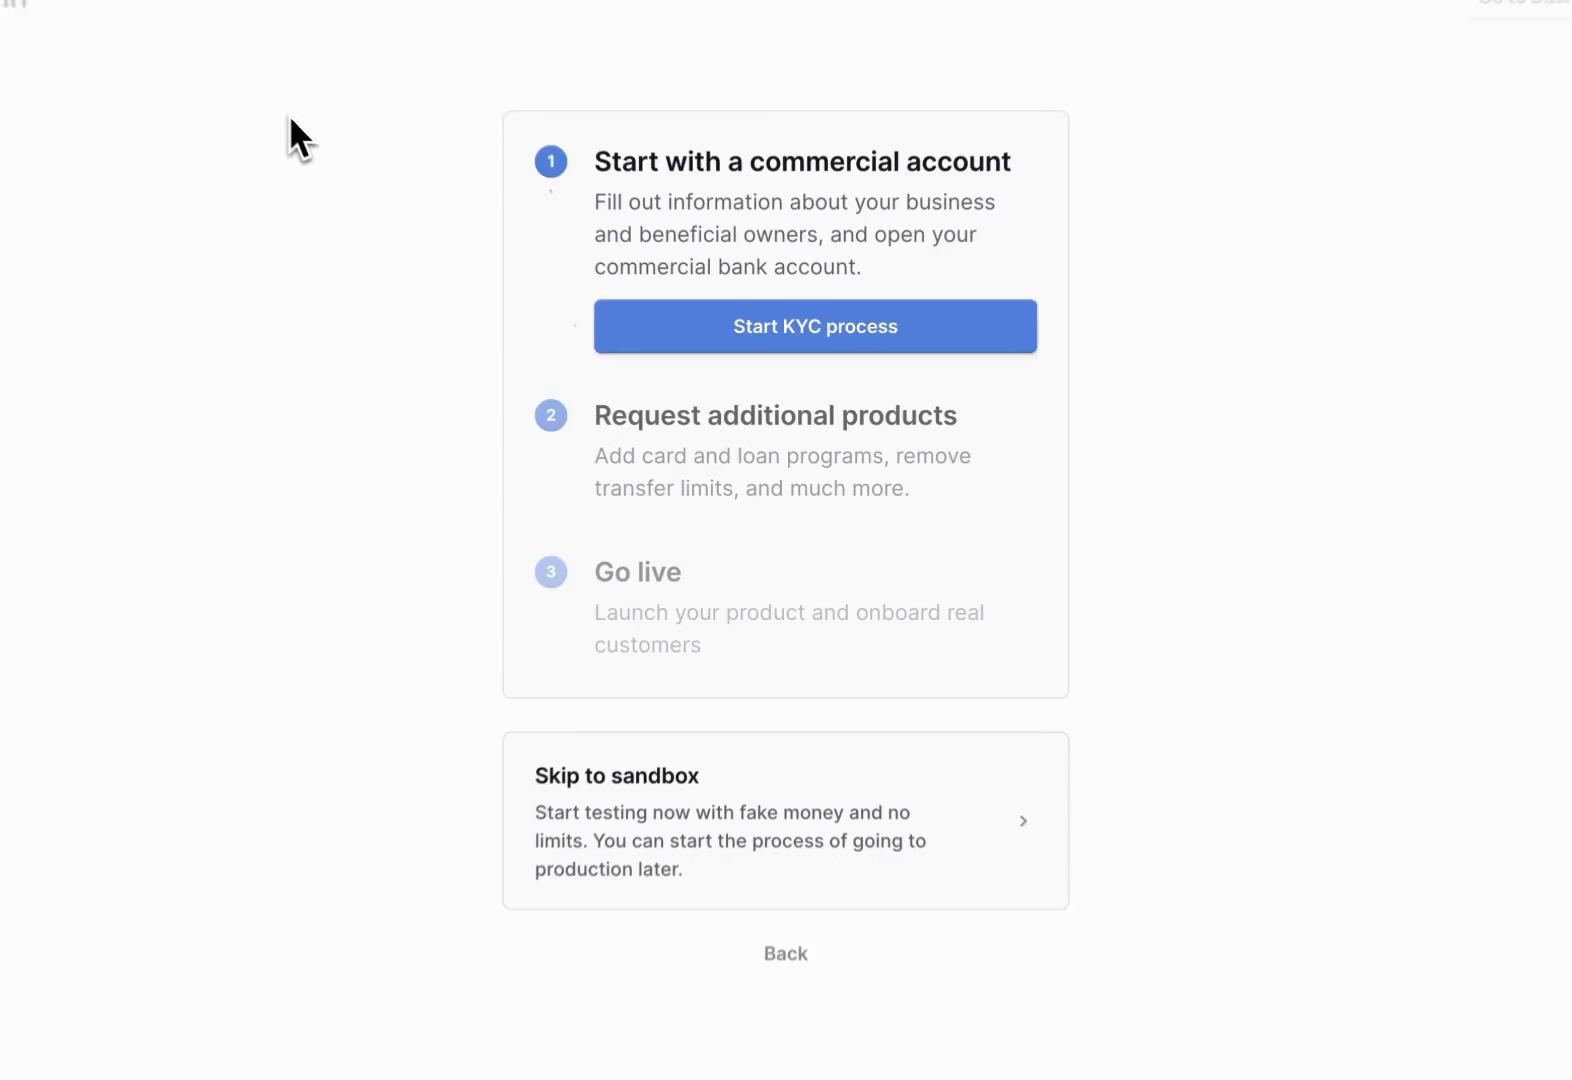 1
Start with a commercial account
Fill out information about your business
and beneficial owners, and open your
commercial bank account.
Start KYC process
2
Request additional products
Add card and loan programs, remove
transfer limits, and much more.
3
Go live
Launch your product and onboard real
customers
Skip to sandbox
Start testing now with fake money and no
limits. You can start the process of going to
production later.
Back